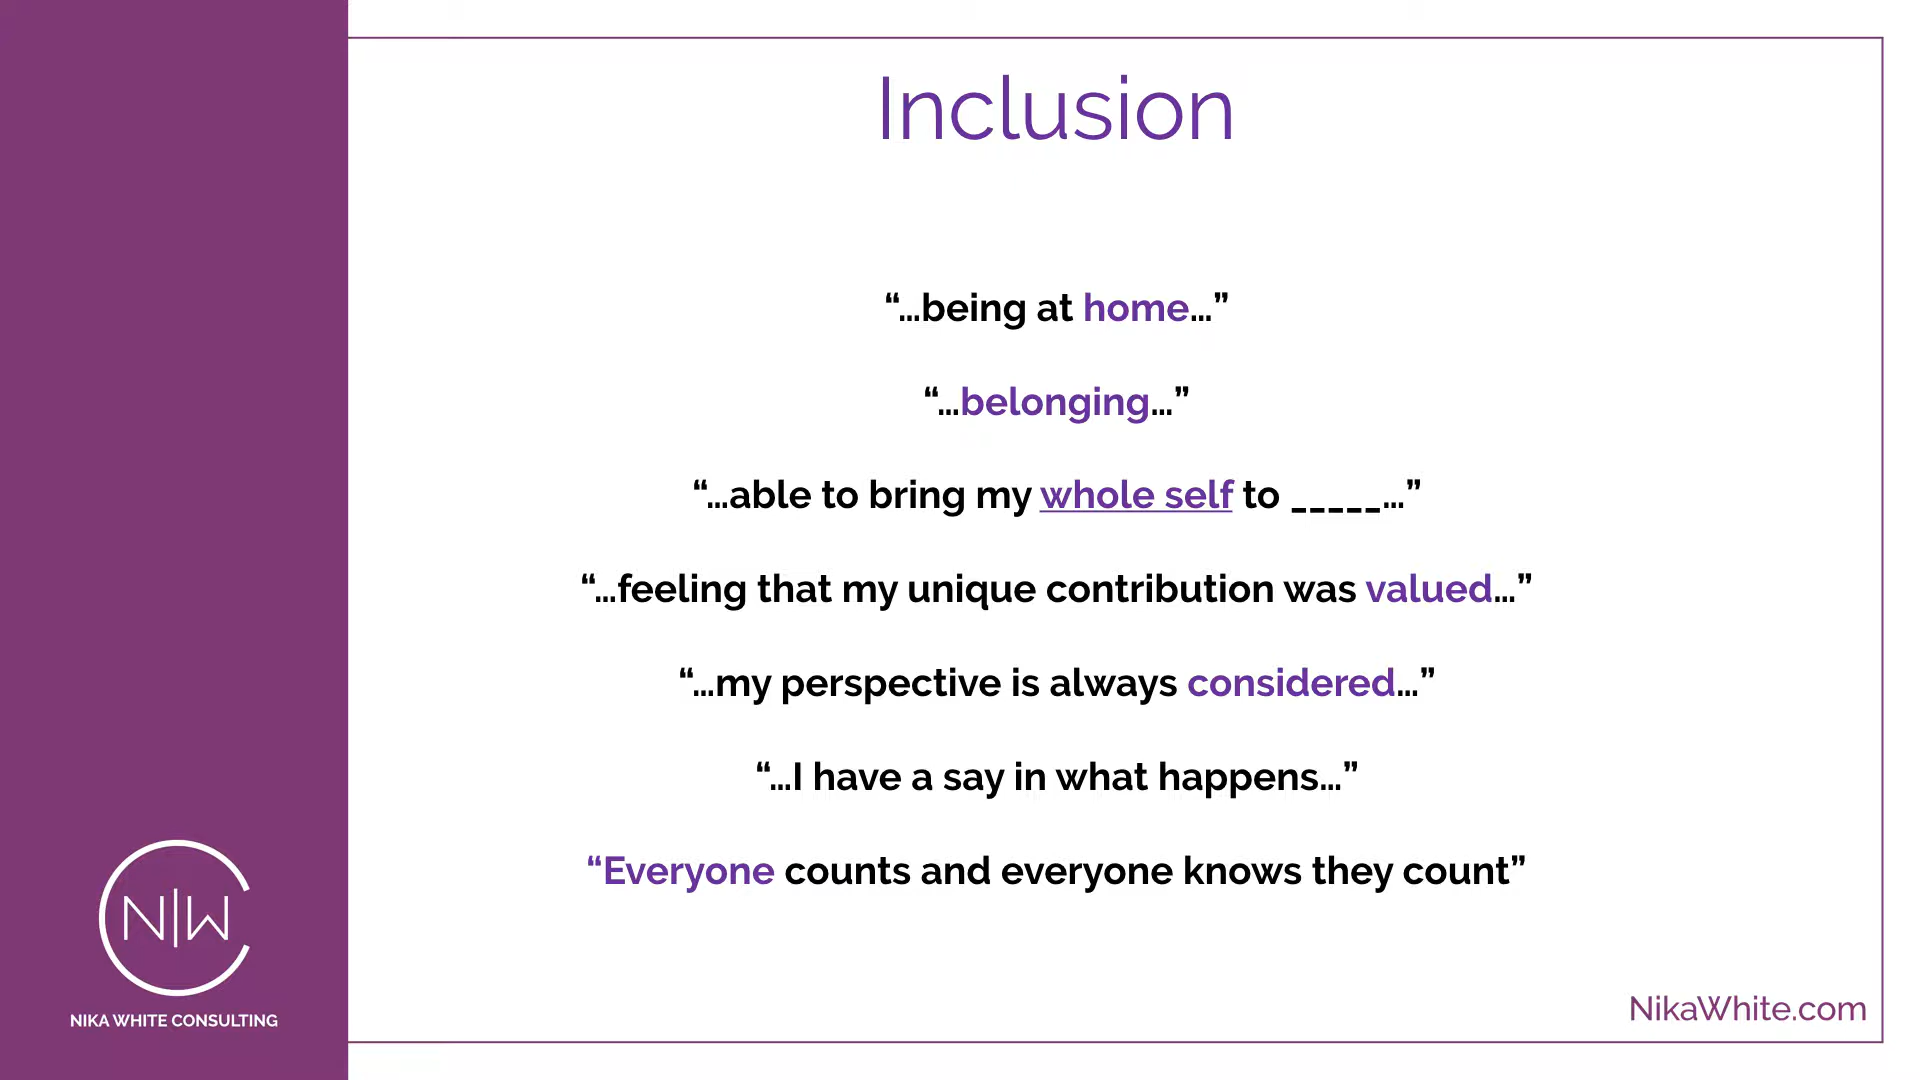 Inclusion
“...being at home...”
“...belonging...”
“...able to bring my whole self to _____...”
“...feeling that my unique contribution was valued...”
“...my perspective is always considered...”
“...I have a say in what happens...”
“Everyone counts and everyone knows they count”
N|W
NIKA WHITE CONSULTING
NikaWhite.com